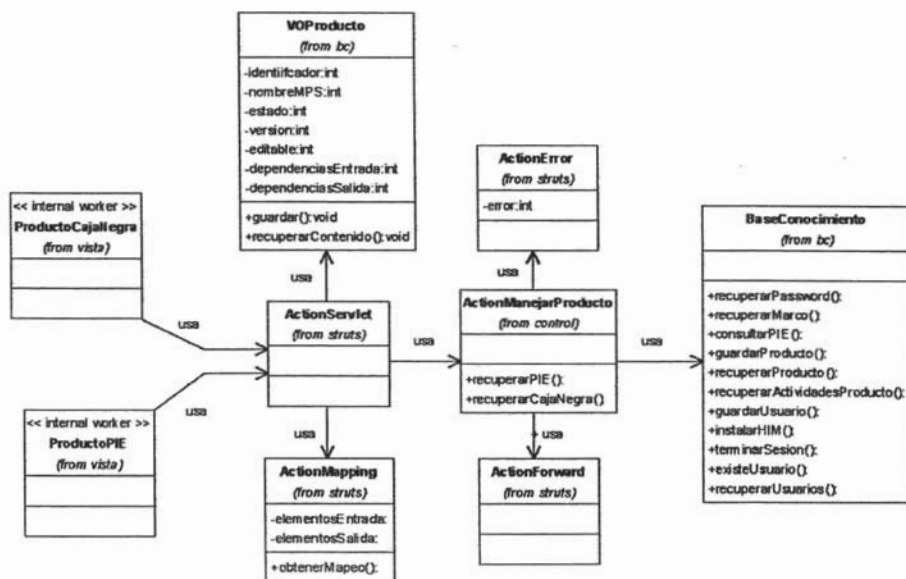 VOProducto
(from bc)
-identiifcador:int
-nombreMPS:int
-estado:int
-version:int
-editable:int
-dependenciasEntrada:int
-dependenciasSalida:int
+guardar():void
+recuperarContenido():void
<< internal worker >>
ProductoCajaNegra
(from vista)
usa
usa
<< internal worker >>
ProductoPIE
(from vista)
usa
ActionServlet
(from struts)
usa
usa
ActionMapping
(from struts)
-elementosEntrada:
-elementosSalida:
+obtenerMapeo():
ActionError
(from struts)
-error:int
usa
ActionManejarProducto
(from control)
+recuperarPIE():
+recuperarCajaNegra():
usa
+ usa
ActionForward
(from struts)
BaseConocimiento
(from bc)
+recuperarPassword():
+recuperarMarco():
+consultarPIE():
+guardarProducto():
+recuperarProducto():
+recuperarActividadesProducto():
+guardarUsuario():
+instalarHIM():
+terminarSesion():
+existeUsuario():
+recuperarUsuarios():